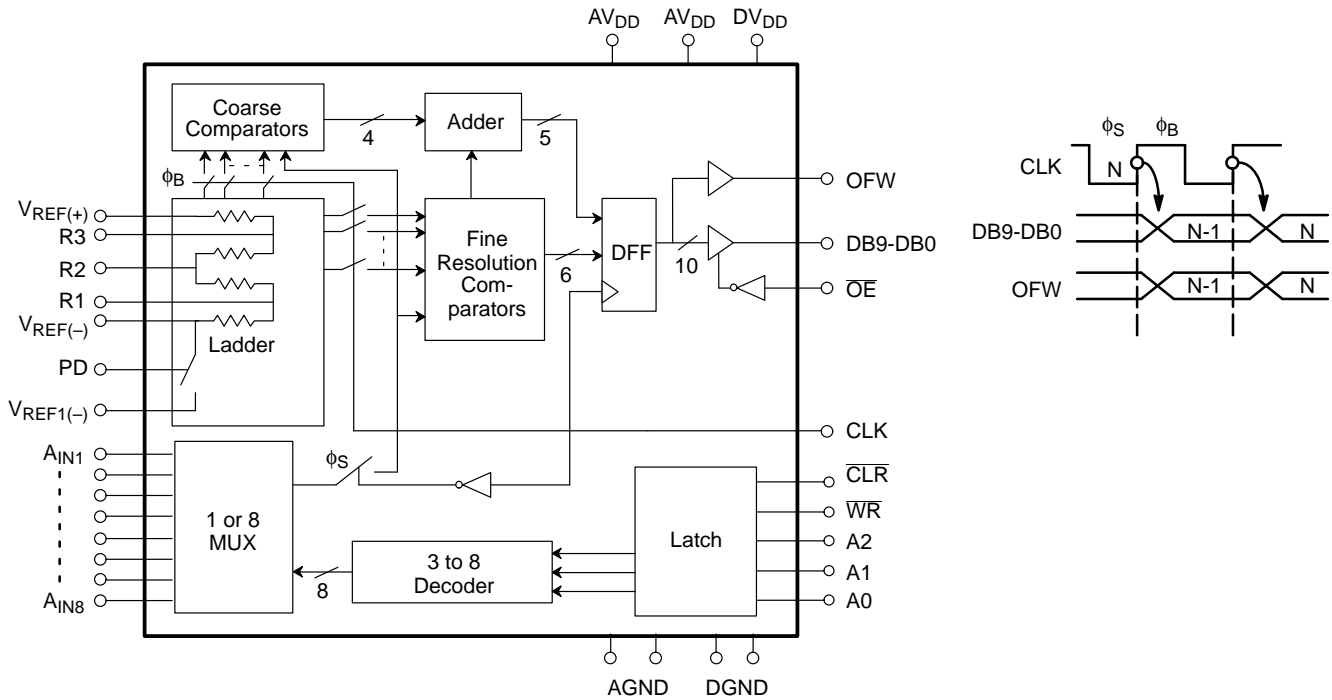 AVDD AVDD DVDD
Coarse
Comparators
4
Adder
5
ϕB
VREF(+)
R3
R2
R1
VREF(–)
Ladder
PD
VREF1(–)
Fine
Resolution
Com-
parators
6
DFF
10
OFW
DB9-DB0
OE
CLK
AIN1
AIN8
1 or 8
MUX
ϕS
8
3 to 8
Decoder
Latch
CLR
WR
A2
A1
A0
AGND DGND
ϕS ϕB
CLK N
DB9-DB0 N-1 N
OFW N-1 N